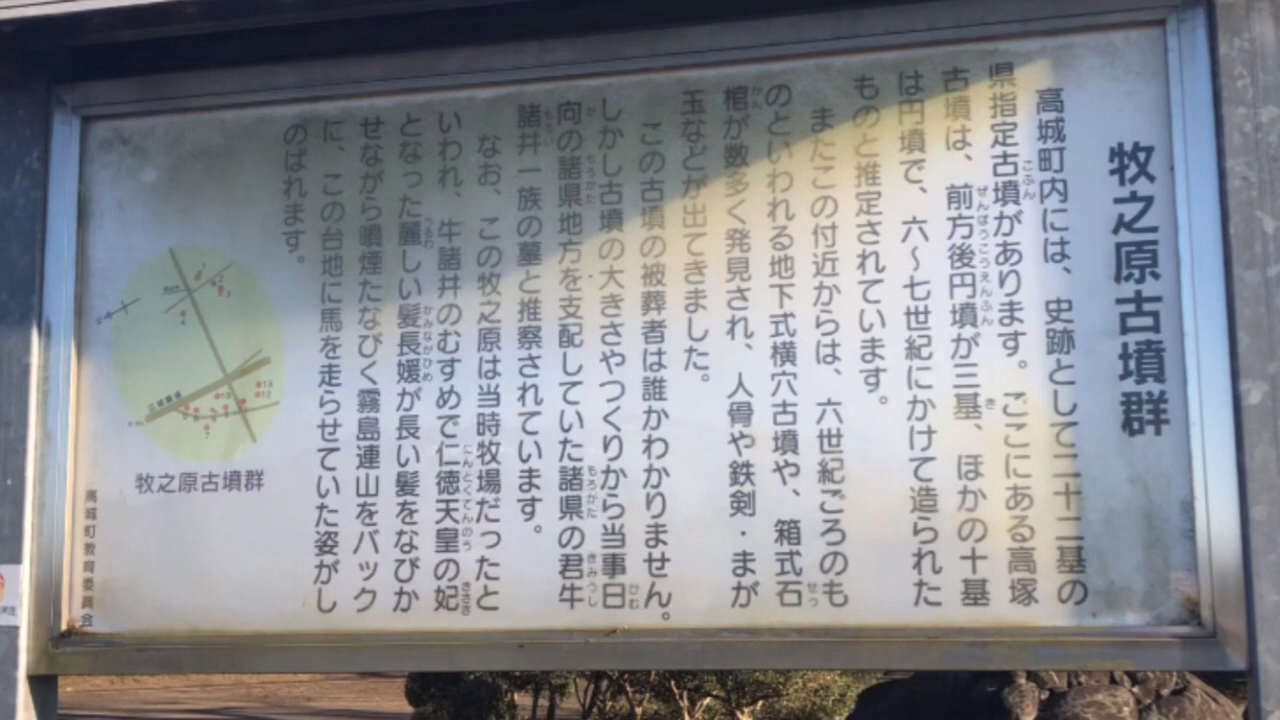 牧之原古墳群
高城町内には、史跡として二十二基の
県指定古墳があります。ここにある高塚
古墳は、前方後円墳が三基、ほかの十基
は円墳で、六〜七世紀にかけて造られた
ものと推定されています。
またこの付近からは、六世紀ごろのも
のといわれる地下式横穴古墳や、箱式石
棺が数多く発見され、人骨や鉄剣・まが
玉などが出てきました。
この古墳の被葬者は誰かわかりません。
しかし古墳の大きさやつくりから当事日
向の諸県地方を支配していた諸県の君牛
諸井一族の墓と推察されています。
なお、この牧之原は当時牧場だったと
いわれ、牛諸井のむすめで仁徳天皇の妃
となった麗しい髪長媛が長い髪をなびか
せながら噴煙たなびく霧島連山をバック
に、この台地に馬を走らせていた姿がし
のばれます。
牧之原古墳群
高城町教育委員会